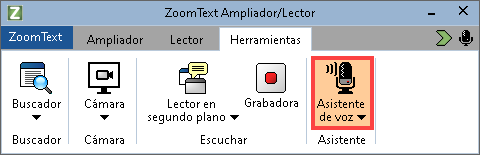 ZoomText Ampliador/Lector
ZoomText Ampliador Lector Herramientas
Buscador Cámara Lector en segundo plano Grabadora Asistente de voz
Buscador Cámara Escuchar Asistente